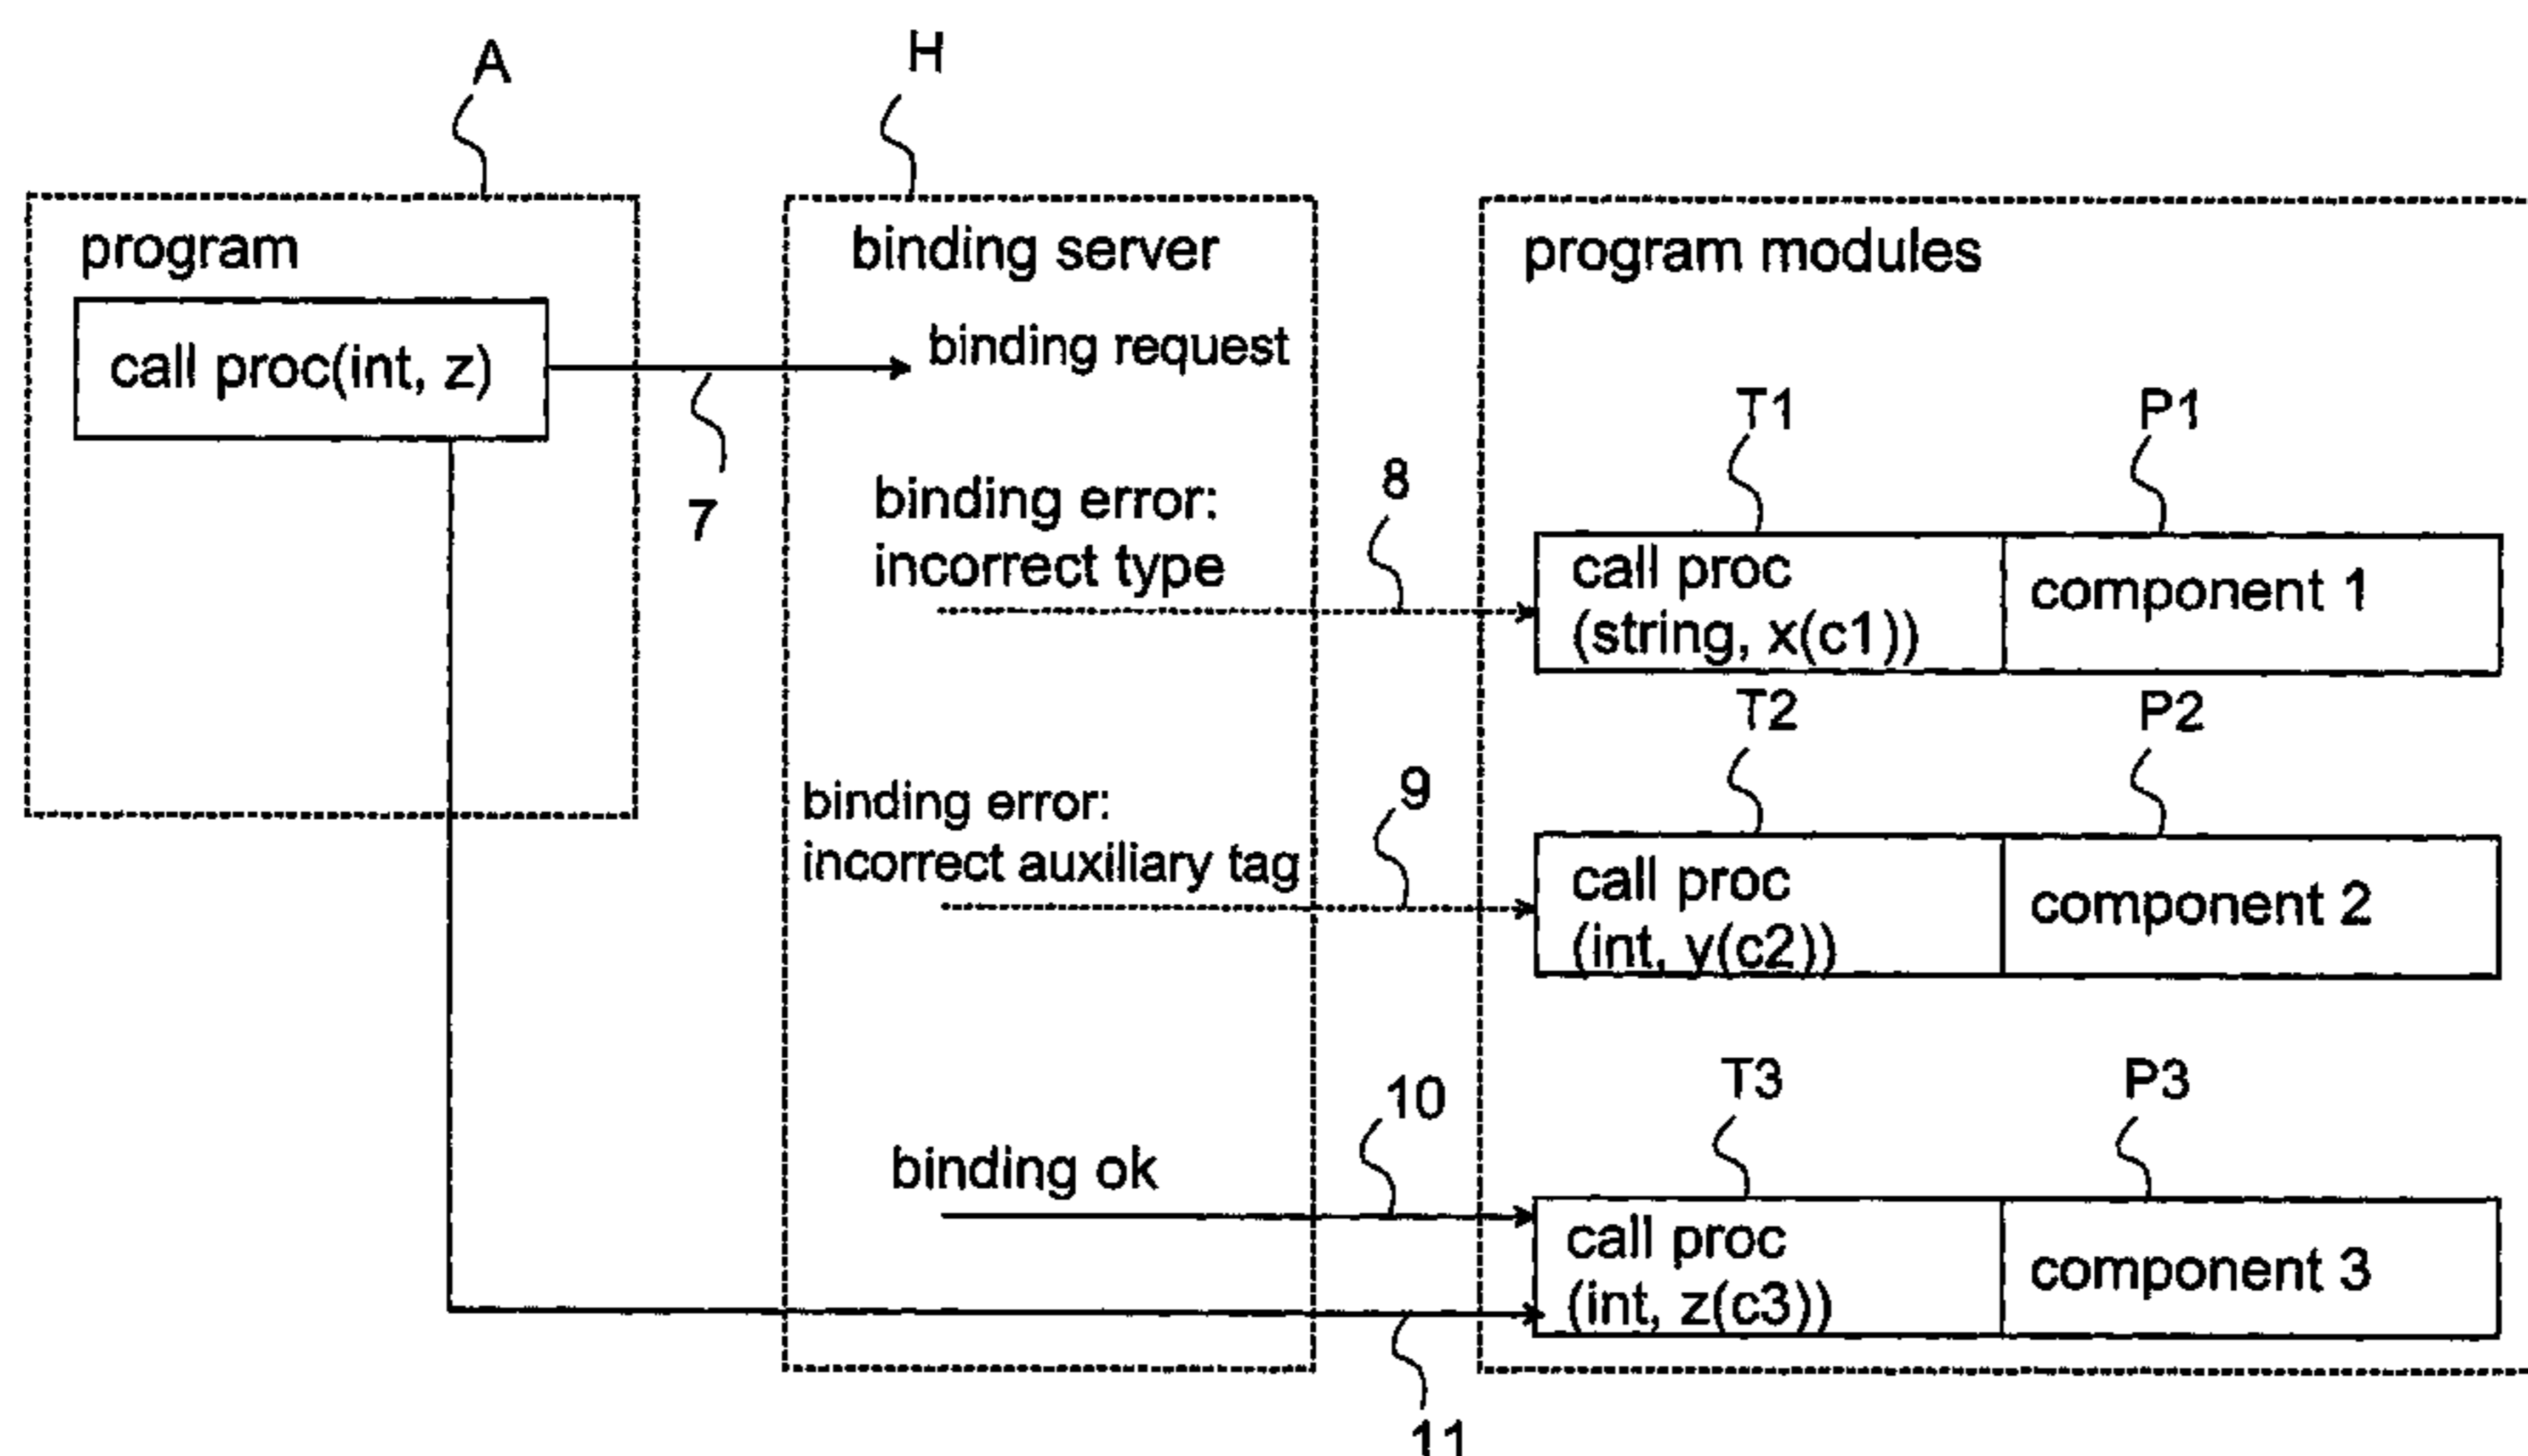 A
H
program
binding server
program modules
call proc(int, z)
binding request
7
T1
P1
binding error:
incorrect type
8
call proc
(string, x(c1))
component 1
T2
P2
binding error:
incorrect auxiliary tag
9
call proc
(int, y(c2))
component 2
T3
P3
binding ok
10
call proc
(int, z(c3))
component 3
11